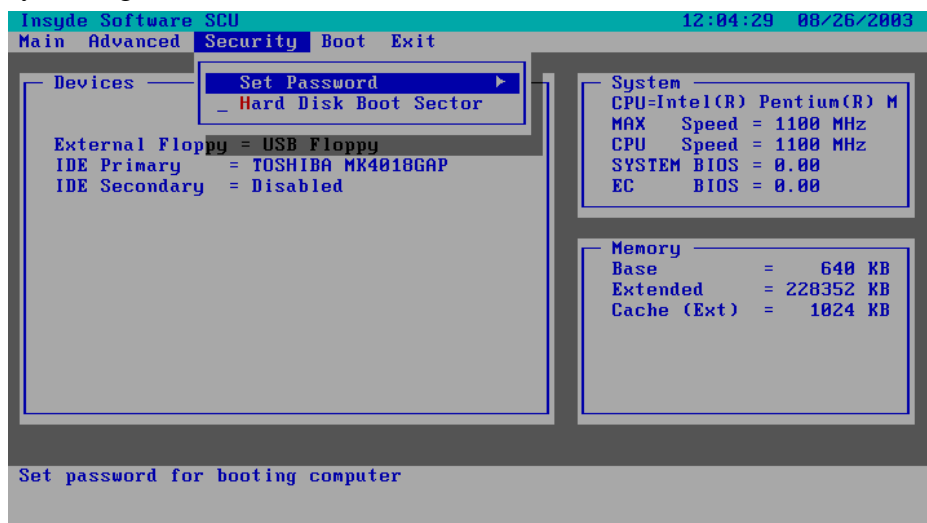 Insyde Software SCU 12:04:29 08/26/2003
Main Advanced Security Boot Exit
Set Password
_ Hard Disk Boot Sector
Devices
External Floppy = USB Floppy
IDE Primary = TOSHIBA MK4018GAP
IDE Secondary = Disabled
System
CPU=Intel(R) Pentium(R) M
MAX Speed = 1100 MHz
CPU Speed = 1100 MHz
SYSTEM BIOS = 0.00
EC BIOS = 0.00
Memory
Base = 640 KB
Extended = 228352 KB
Cache (Ext) = 1024 KB
Set password for booting computer